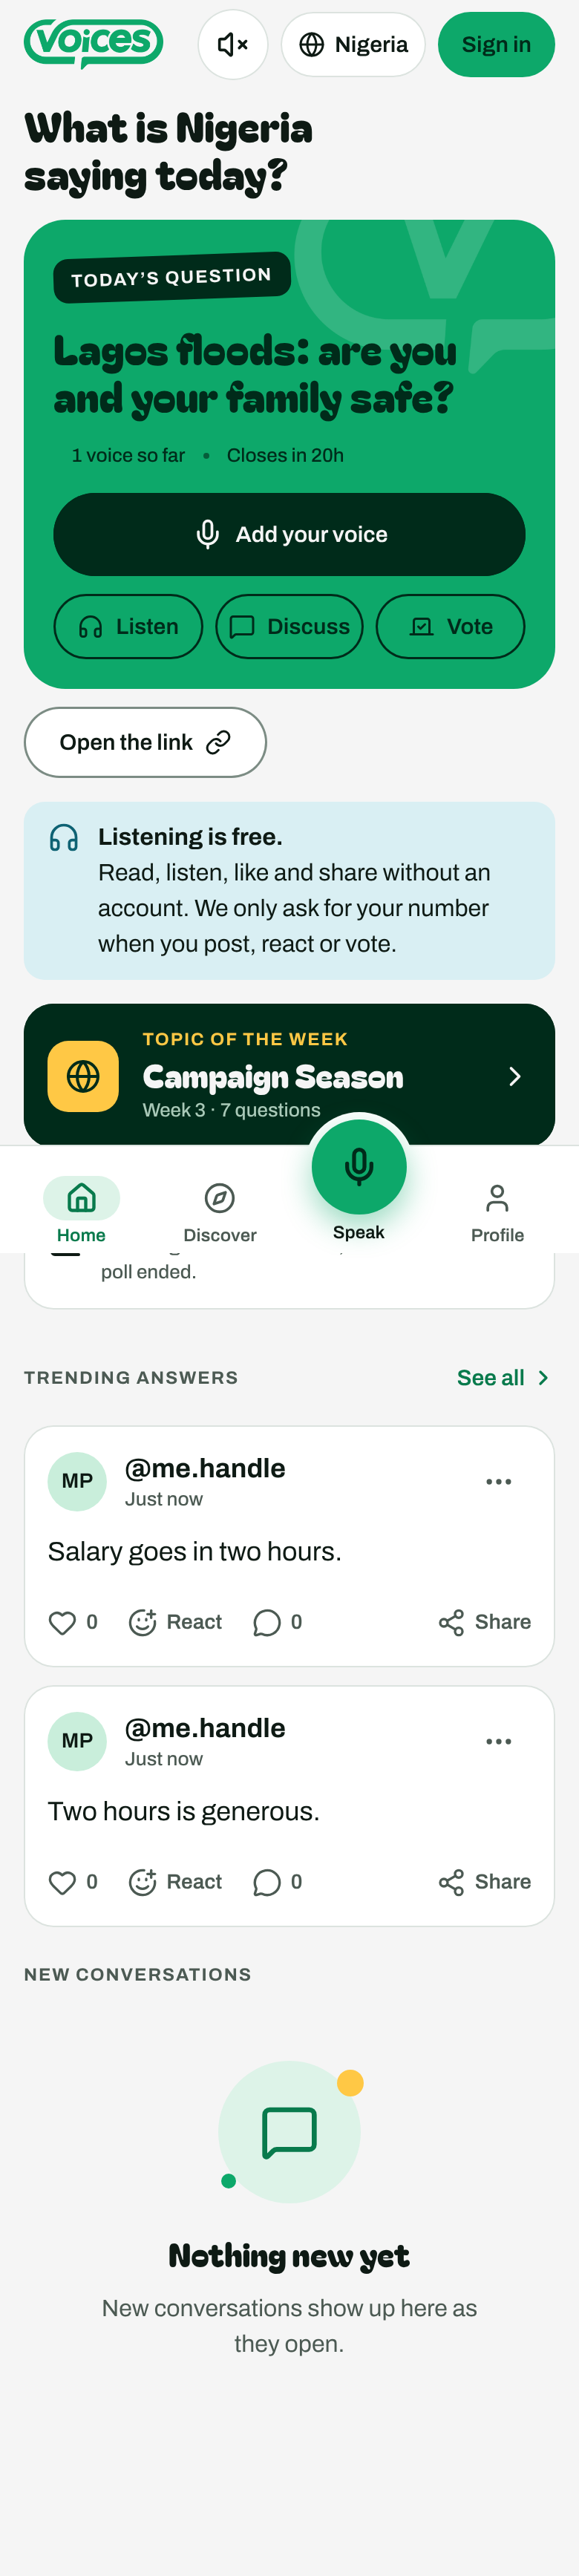 Voices
Nigeria
Sign in
What is Nigeria
saying today?
TODAY’S QUESTION
Lagos floods: are you
and your family safe?
1 voice so far • Closes in 20h
Add your voice
Listen
Discuss
Vote
Open the link
Listening is free.
Read, listen, like and share without an
account. We only ask for your number
when you post, react or vote.
TOPIC OF THE WEEK
Campaign Season
Week 3 · 7 questions
Home
Discover
Speak
Profile
poll ended.
TRENDING ANSWERS
See all
MP
@me.handle
Just now
Salary goes in two hours.
0
React
0
Share
MP
@me.handle
Just now
Two hours is generous.
0
React
0
Share
NEW CONVERSATIONS
Nothing new yet
New conversations show up here as
they open.